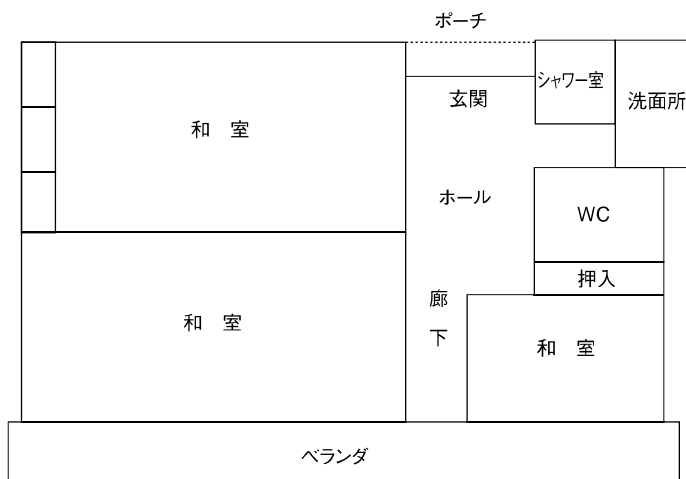 ポーチ
シャワー室
洗面所
玄関
和　室
ホール
WC
押入
廊
下
和　室
和　室
ベランダ